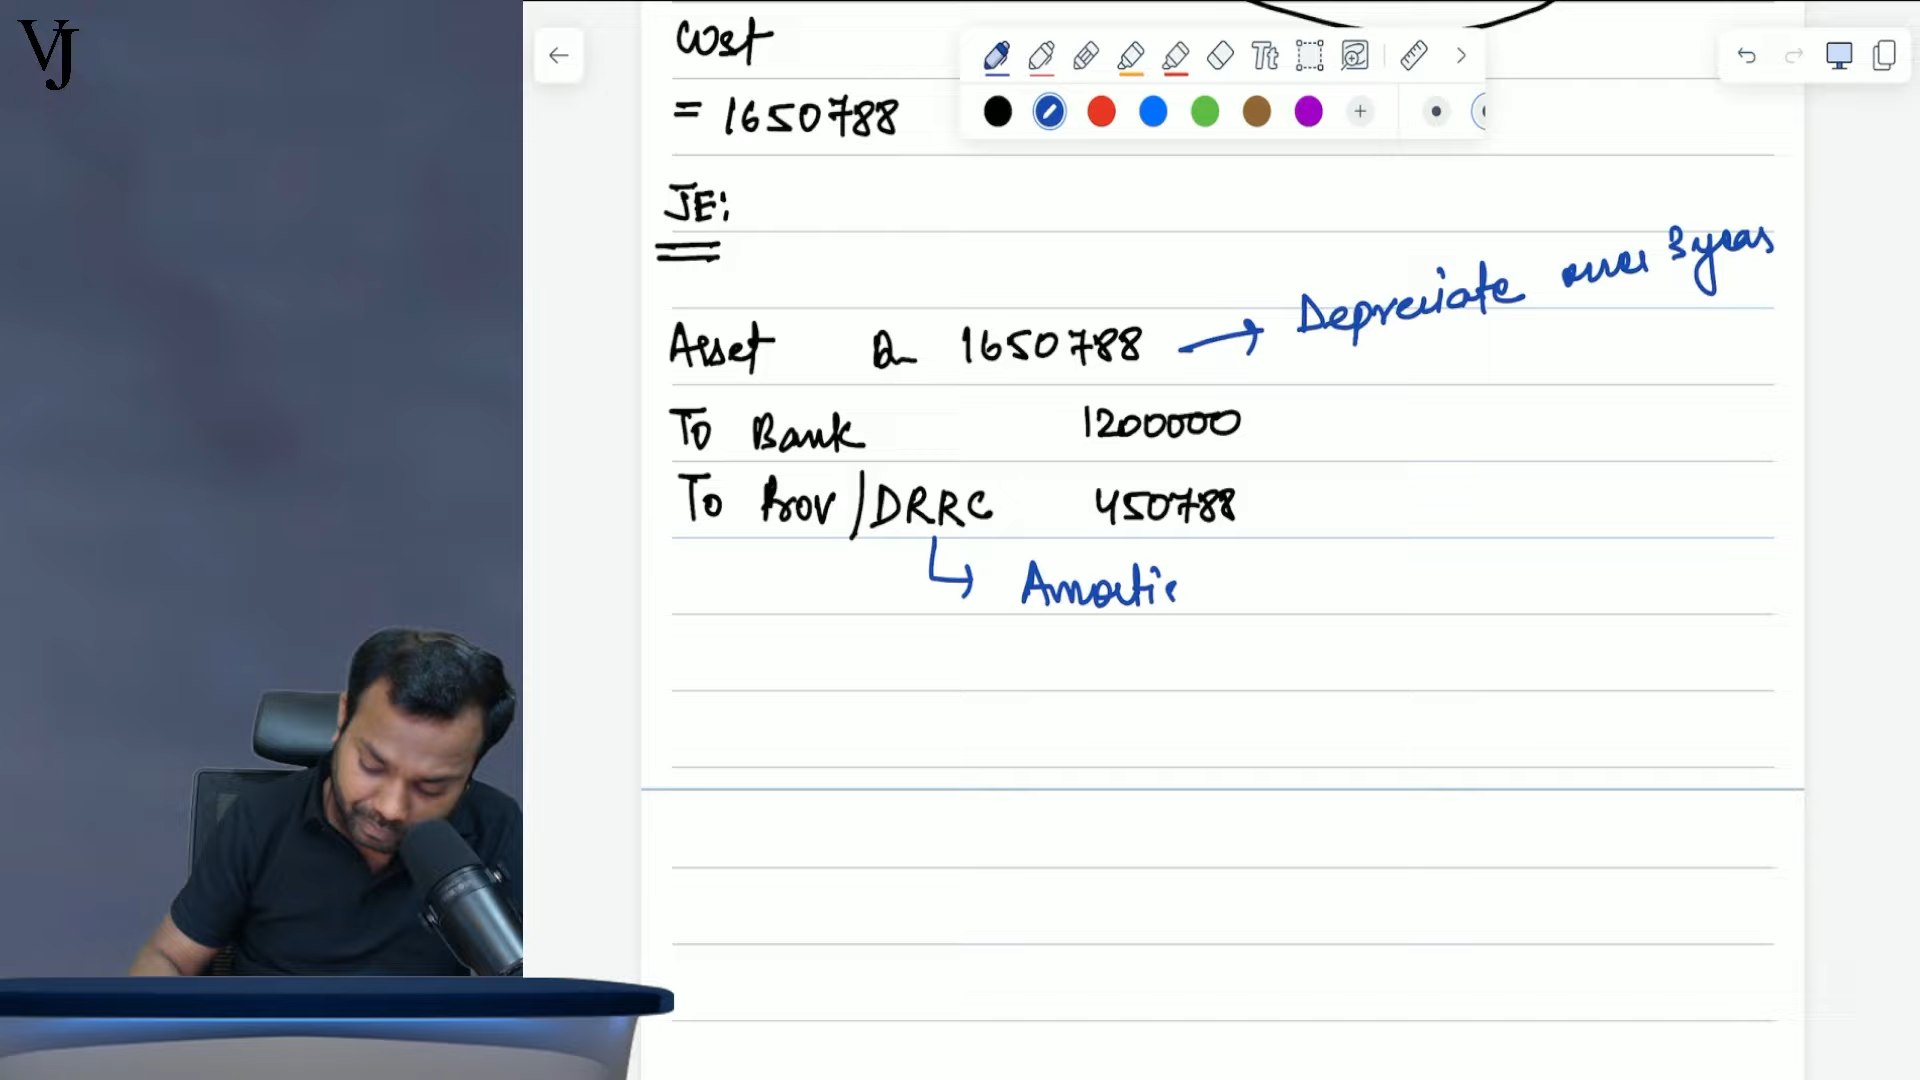 VJ
Cost
= 1650788
JE:
Asset Dr 1650788 → Depreciate over 3 years
To Bank 1200000
To Prov/DRRC 450788
↳ Amortis
Tt